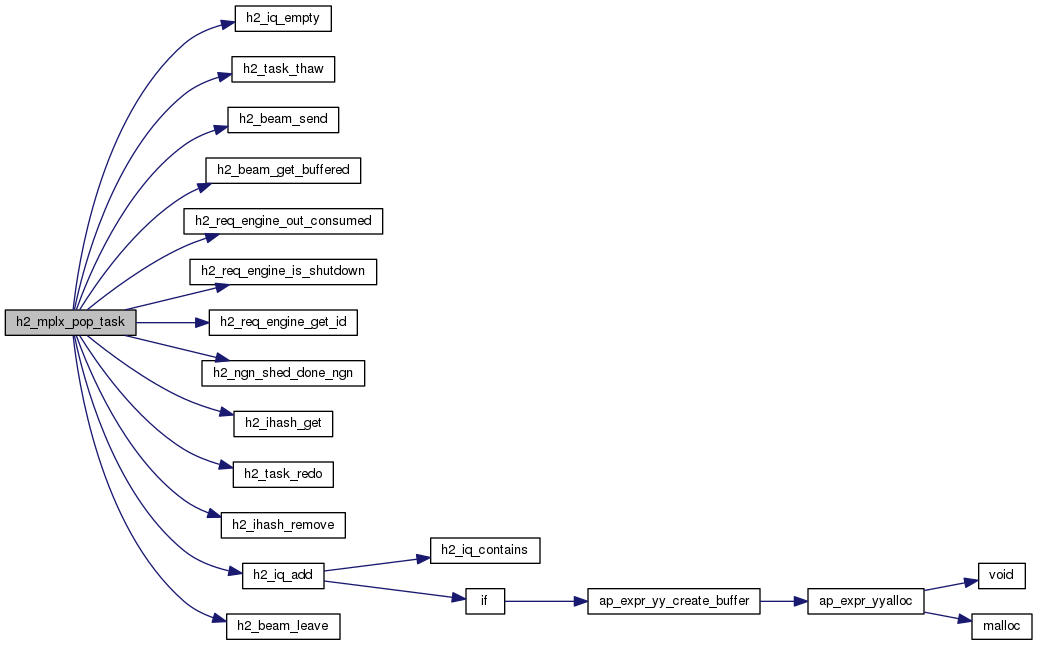 h2_iq_empty
h2_task_thaw
h2_beam_send
h2_beam_get_buffered
h2_req_engine_out_consumed
h2_req_engine_is_shutdown
h2_mplx_pop_task
h2_req_engine_get_id
h2_ngn_shed_done_ngn
h2_ihash_get
h2_task_redo
h2_ihash_remove
h2_iq_add
h2_iq_contains
if
ap_expr_yy_create_buffer
ap_expr_yyalloc
void
malloc
h2_beam_leave